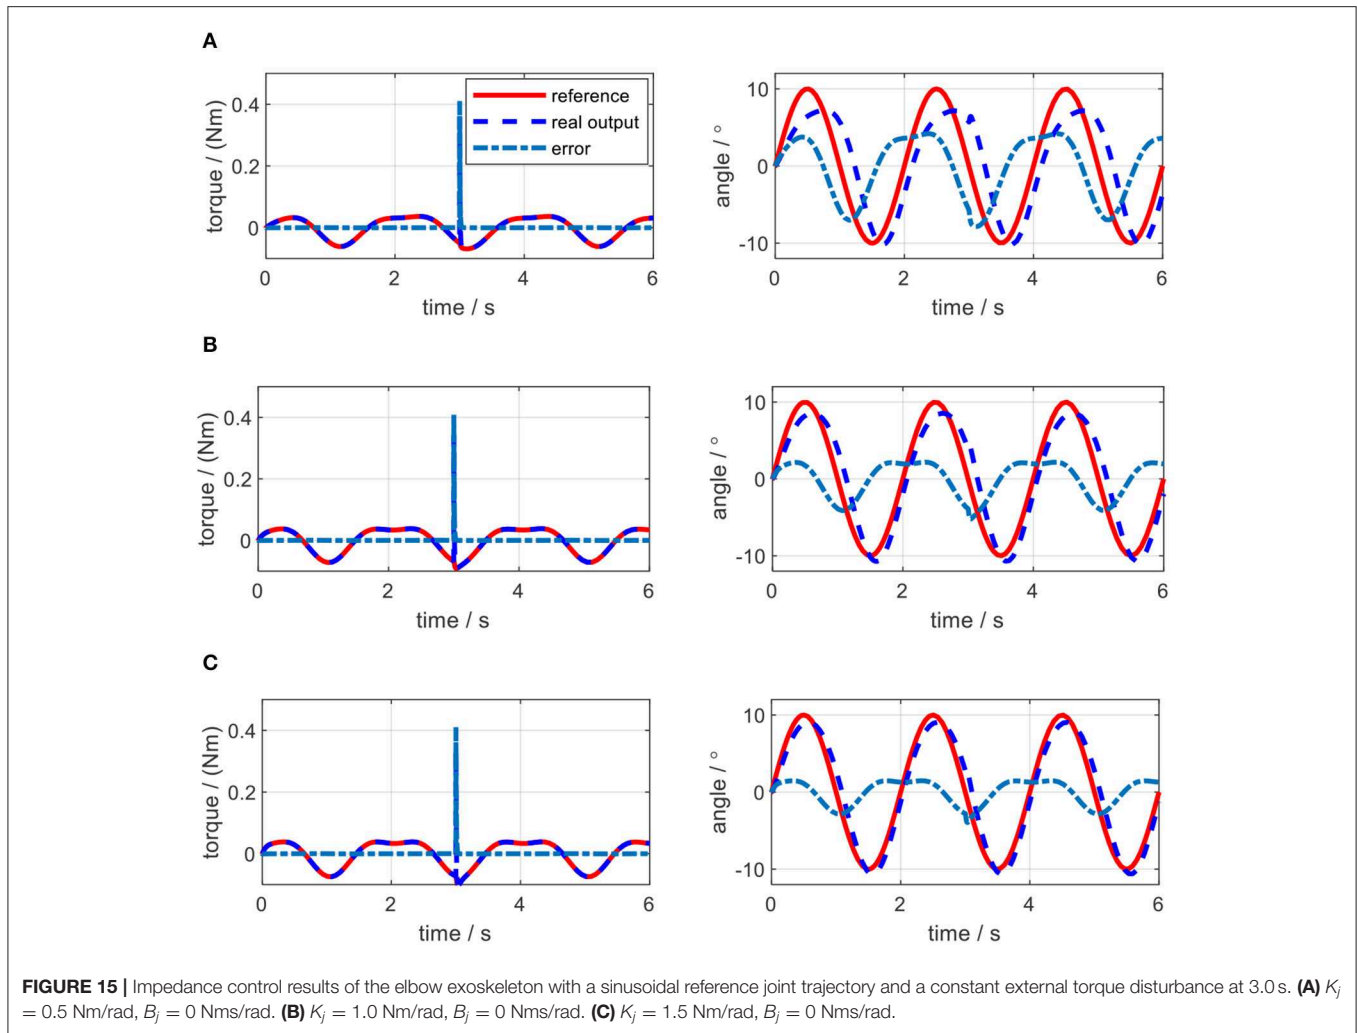 A
torque / (Nm)
0.4
0.2
0
0 2 4 6
time / s
reference
real output
error
angle / °
10
0
-10
0 2 4 6
time / s
B
torque / (Nm)
0.4
0.2
0
0 2 4 6
time / s
angle / °
10
0
-10
0 2 4 6
time / s
C
torque / (Nm)
0.4
0.2
0
0 2 4 6
time / s
angle / °
10
0
-10
0 2 4 6
time / s
FIGURE 15 | Impedance control results of the elbow exoskeleton with a sinusoidal reference joint trajectory and a constant external torque disturbance at 3.0 s. (A) Kj
= 0.5 Nm/rad, Bj = 0 Nms/rad. (B) Kj = 1.0 Nm/rad, Bj = 0 Nms/rad. (C) Kj = 1.5 Nm/rad, Bj = 0 Nms/rad.